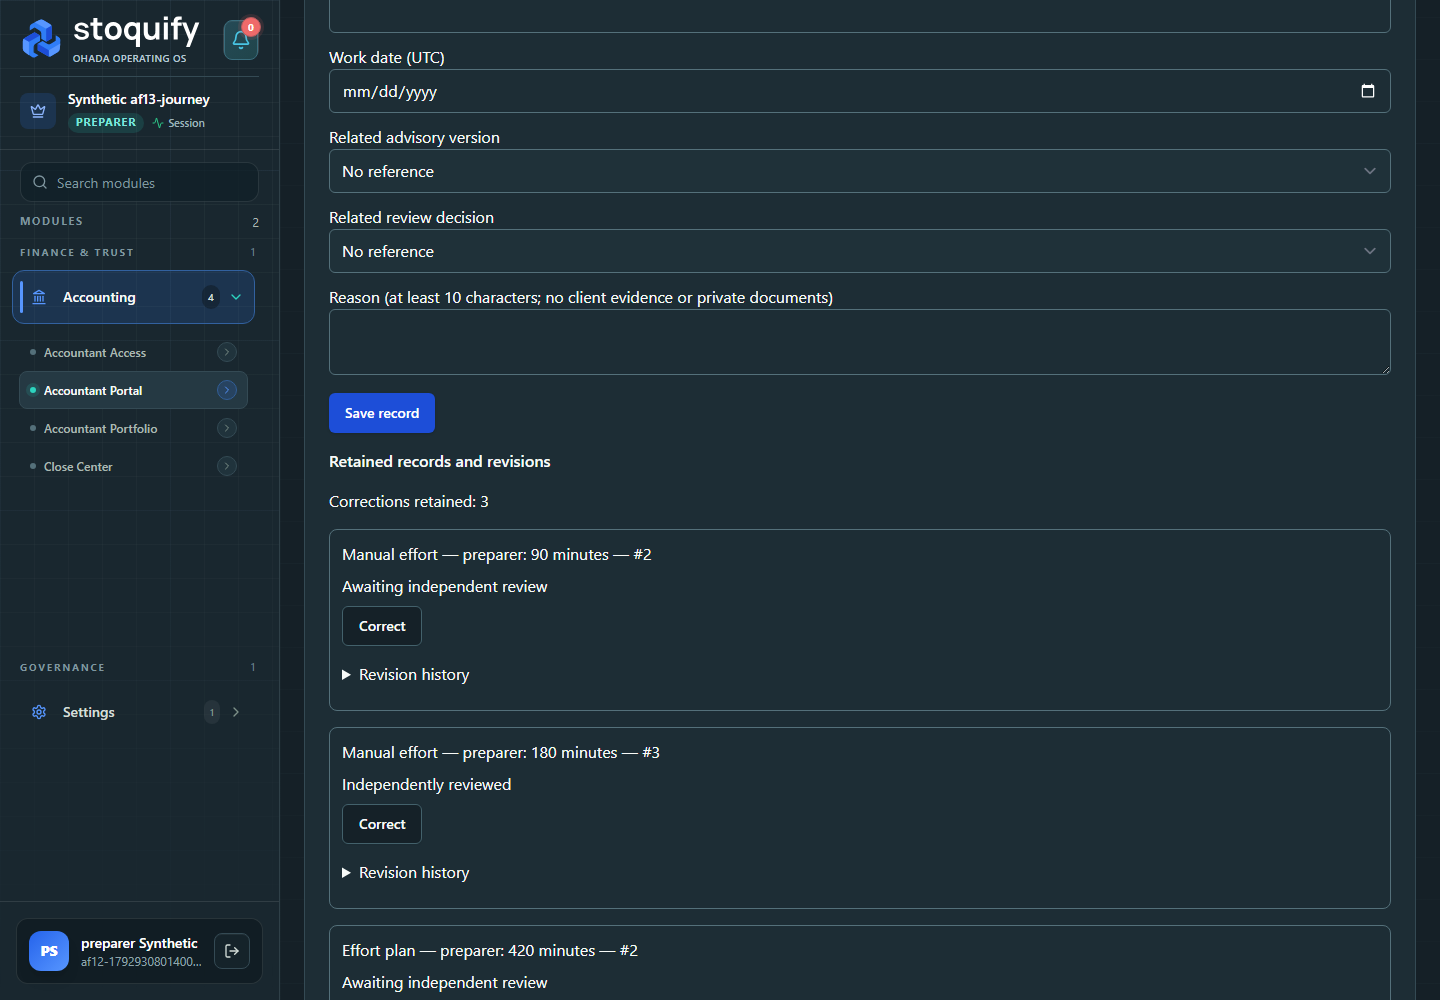 stoquify
OHADA OPERATING OS
0
Synthetic af13-journey
PREPARER
Session
Search modules
MODULES
2
FINANCE & TRUST
1
Accounting
4
Accountant Access
Accountant Portal
Accountant Portfolio
Close Center
GOVERNANCE
1
Settings
1
PS
preparer Synthetic
af12-1792930801400...
Work date (UTC)
mm/dd/yyyy
Related advisory version
No reference
Related review decision
No reference
Reason (at least 10 characters; no client evidence or private documents)
Save record
Retained records and revisions
Corrections retained: 3
Manual effort — preparer: 90 minutes — #2
Awaiting independent review
Correct
Revision history
Manual effort — preparer: 180 minutes — #3
Independently reviewed
Correct
Revision history
Effort plan — preparer: 420 minutes — #2
Awaiting independent review